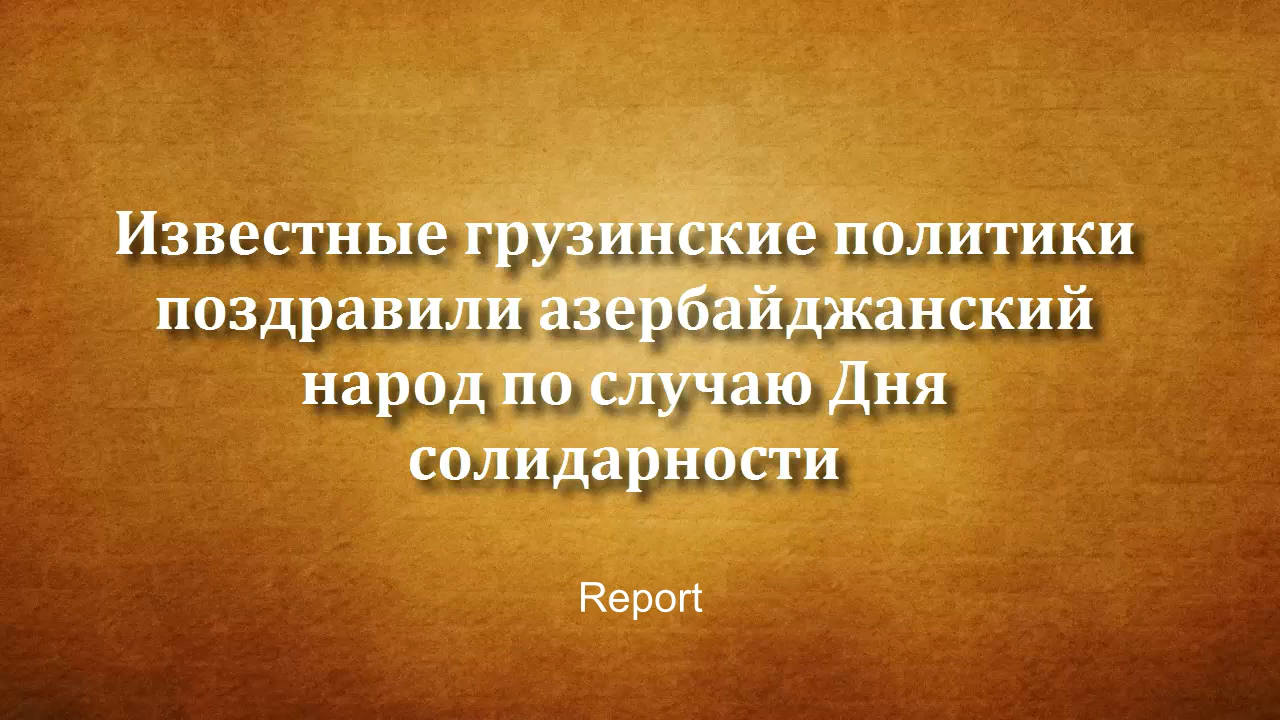 Известные грузинские политики
поздравили азербайджанский
народ по случаю Дня
солидарности
Report